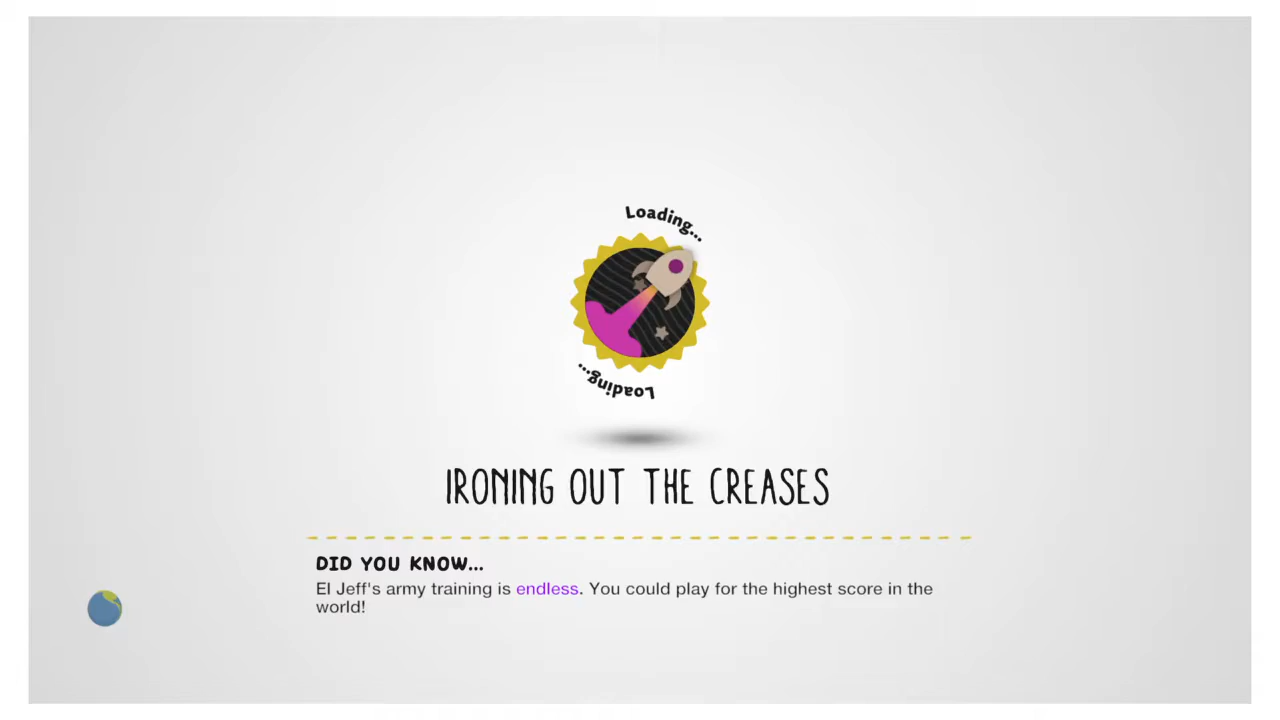 Loading...
Loading...
IRONING OUT THE CREASES
DID YOU KNOW...
El Jeff's army training is endless. You could play for the highest score in the
world!